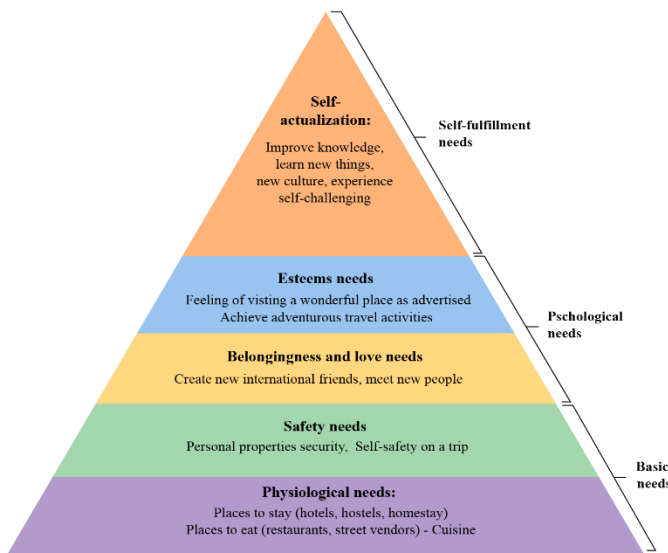 Self-
actualization:
Improve knowledge,
learn new things,
new culture, experience
self-challenging
Self-fulfillment
needs
Esteems needs
Feeling of visting a wonderful place as advertised
Achieve adventurous travel activities
Pschological
needs
Belongingness and love needs
Create new international friends, meet new people
Safety needs
Personal properties security, Self-safety on a trip
Basic
needs
Physiological needs:
Places to stay (hotels, hostels, homestay)
Places to eat (restaurants, street vendors) - Cuisine